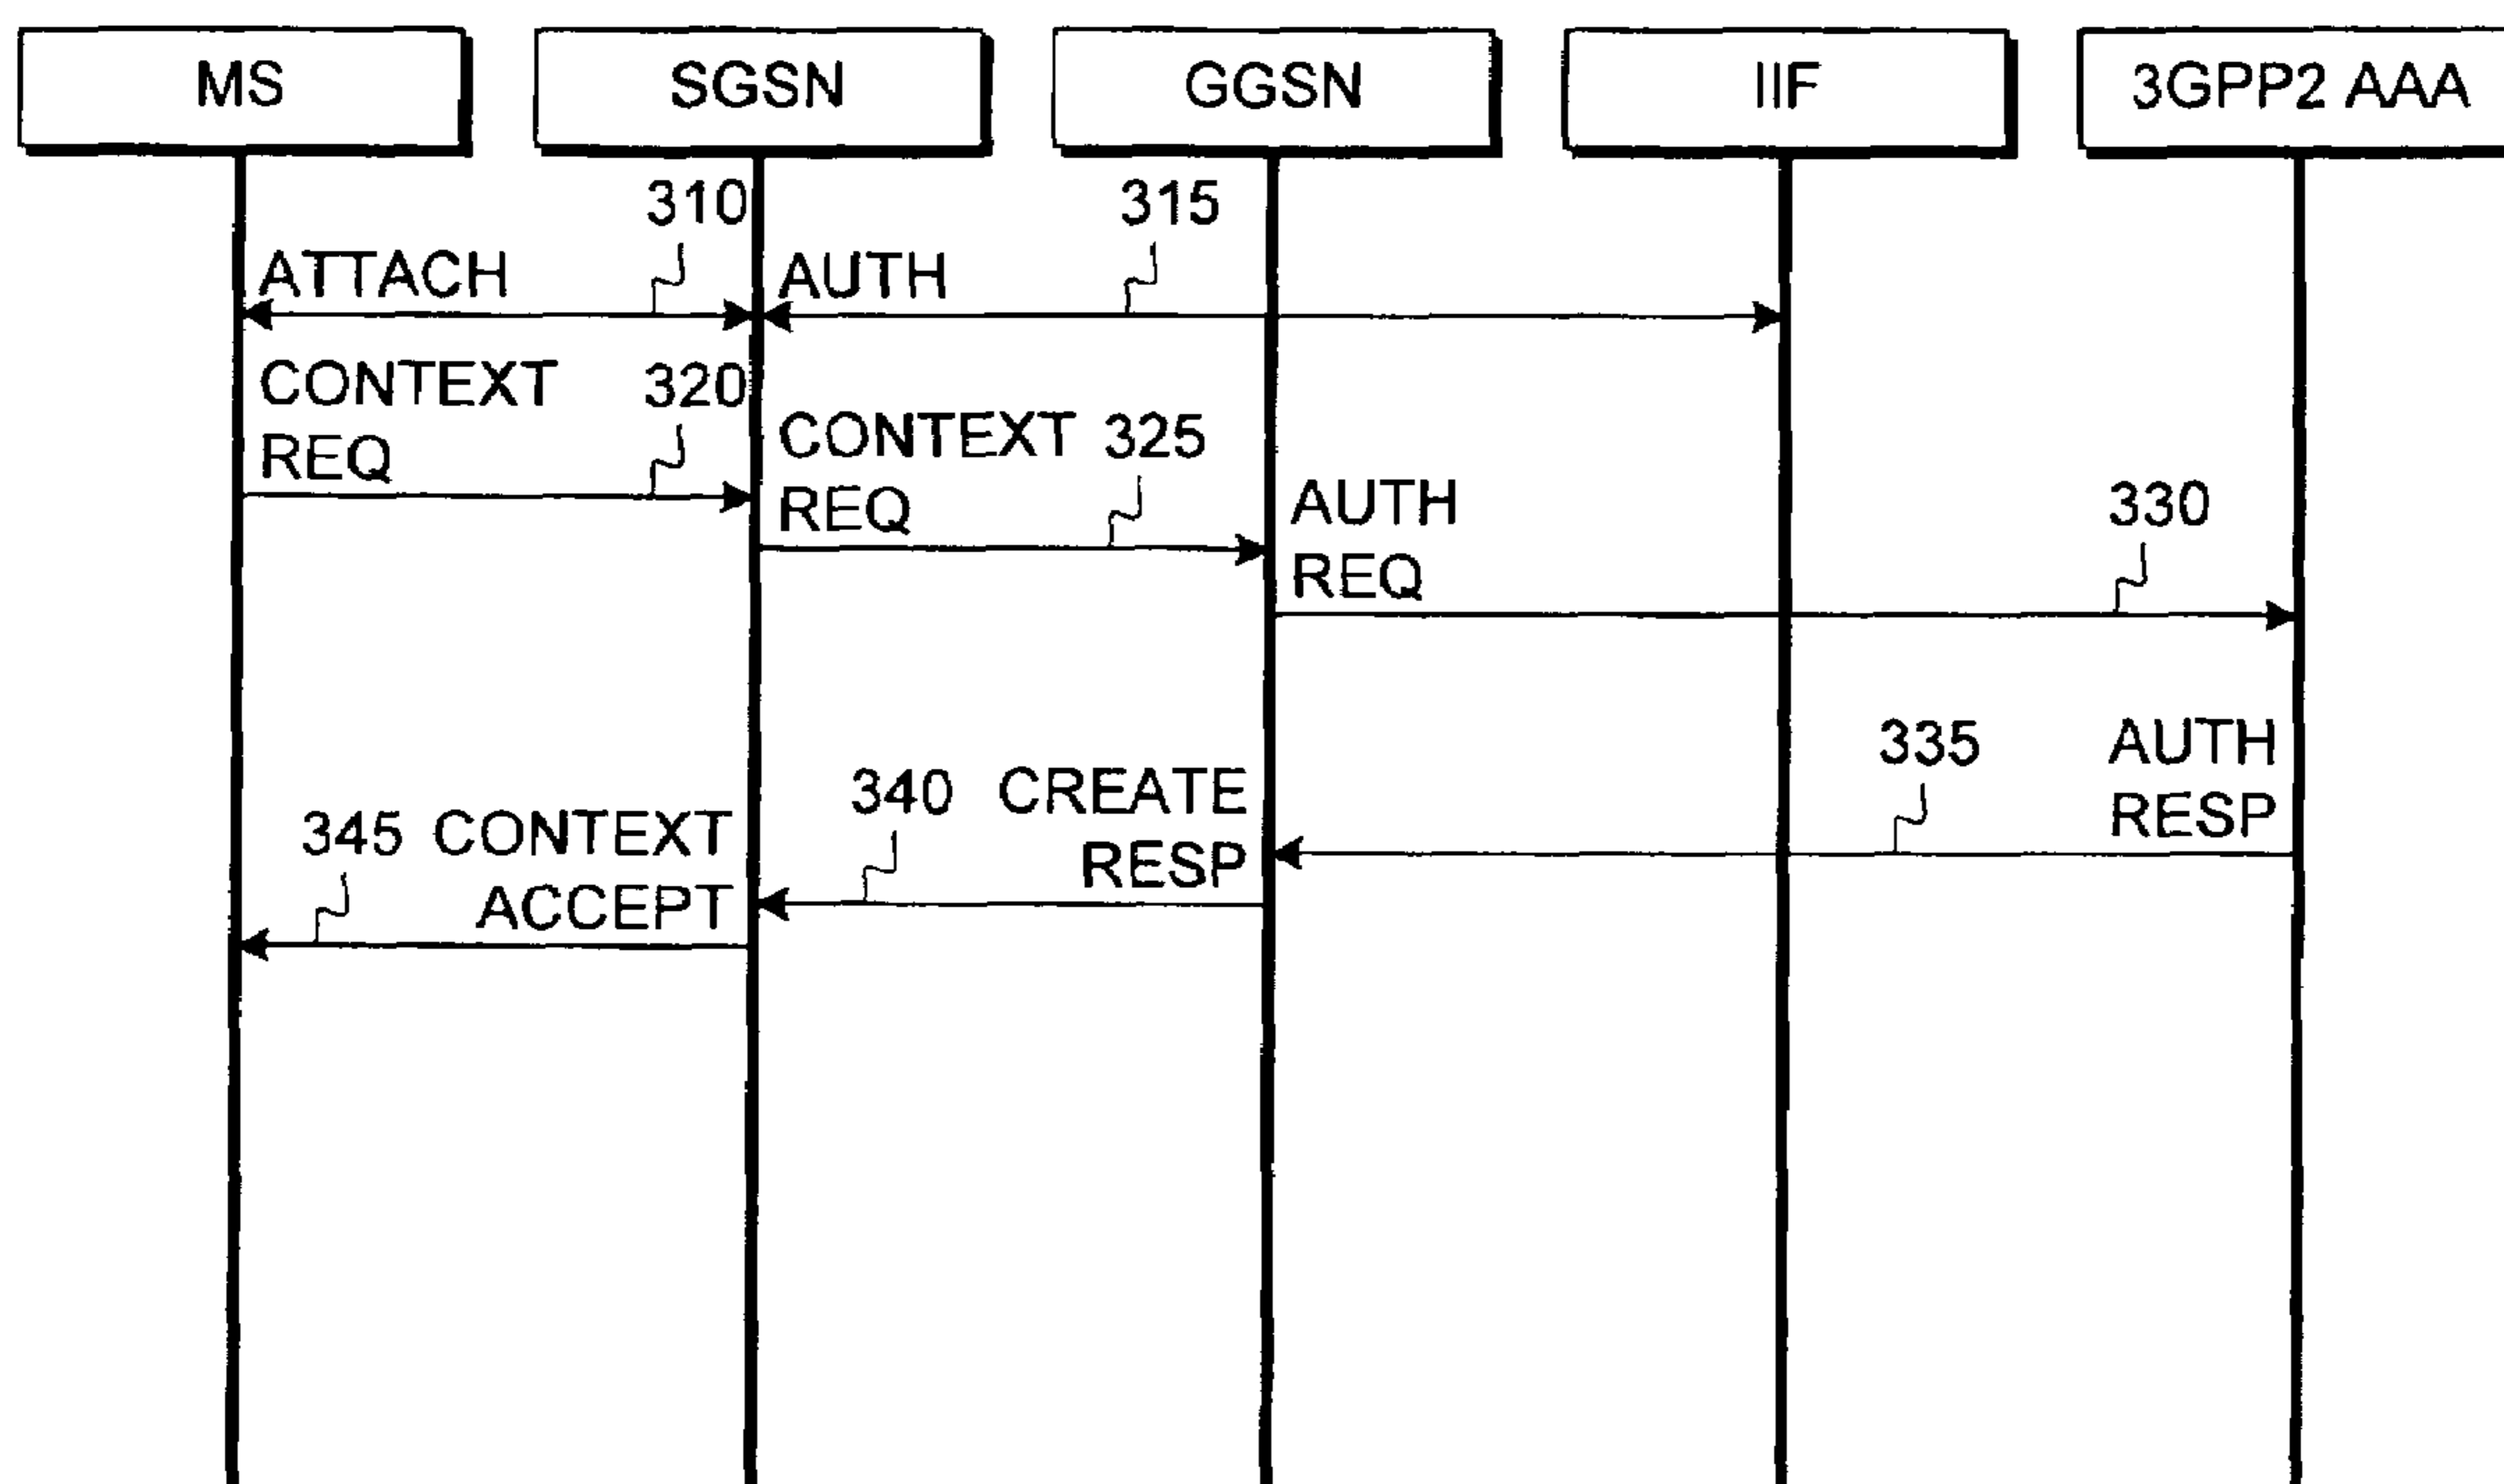 MS
SGSN
GGSN
IIF
3GPP2 AAA
310
315
ATTACH
AUTH
CONTEXT 320
REQ
CONTEXT 325
REQ
AUTH
REQ
330
335
AUTH
RESP
340 CREATE
RESP
345 CONTEXT
ACCEPT